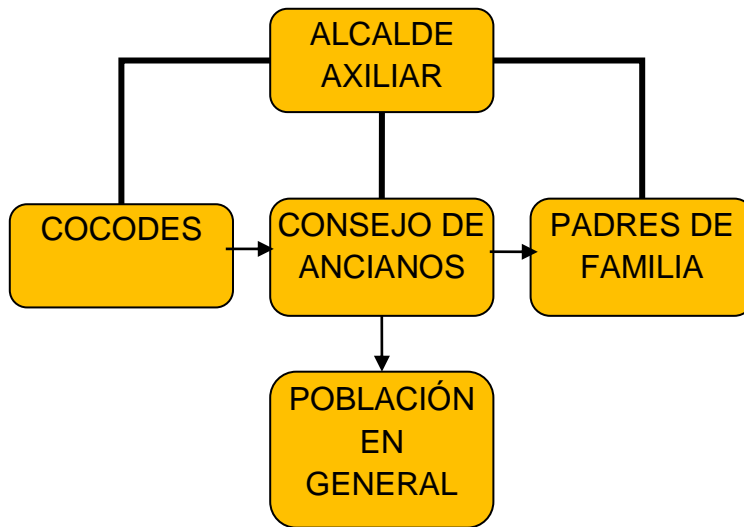 ALCALDE
AXILIAR
COCODES
CONSEJO DE
ANCIANOS
PADRES DE
FAMILIA
POBLACIÓN
EN
GENERAL